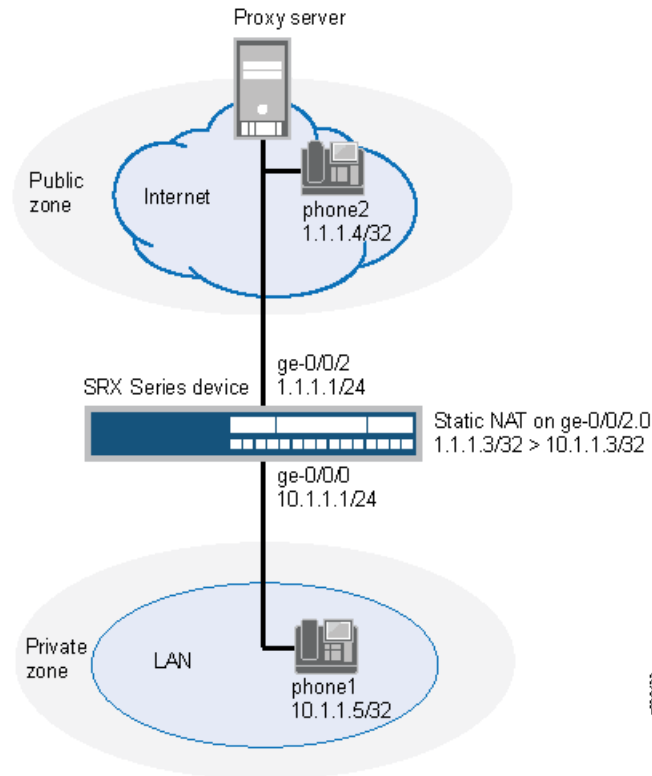 Proxy server
Public
zone
Internet
phone2
1.1.1.4/32
ge-0/0/2
1.1.1.1/24
SRX Series device
Static NAT on ge-0/0/2.0
1.1.1.3/32 > 10.1.1.3/32
ge-0/0/0
10.1.1.1/24
Private
zone
LAN
phone1
10.1.1.5/32